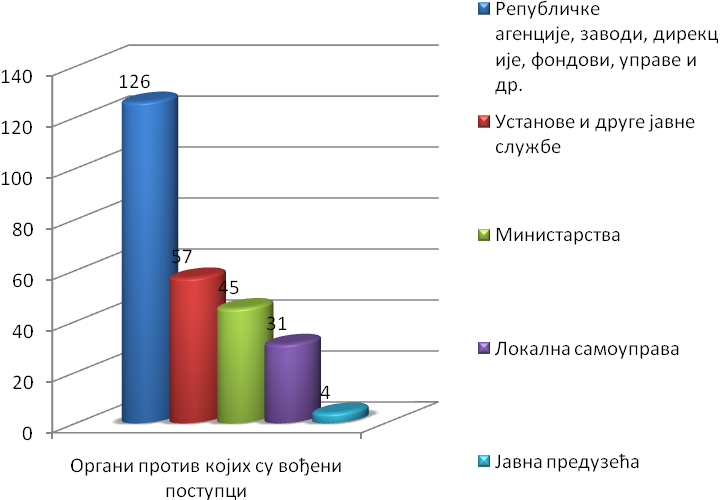 140
120
100
80
60
40
20
0
126
57
45
31
4
Органи против којих су вођени
поступци
Републичке
агенције, заводи, дирекц
ије, фондови, управе и
др.
Установе и друге јавне
службе
Министарства
Локална самоуправа
Јавна предузећа